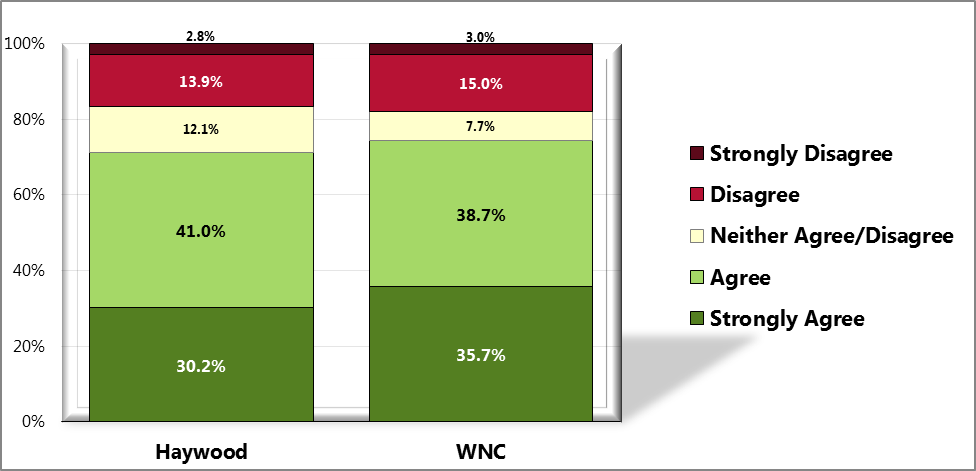 2.8%
3.0%
100%
13.9%
15.0%
80%
12.1%
7.7%
Strongly Disagree
60%
Disagree
41.0%
38.7%
Neither Agree/Disagree
40%
Agree
Strongly Agree
20%
30.2%
35.7%
0%
Haywood
WNC